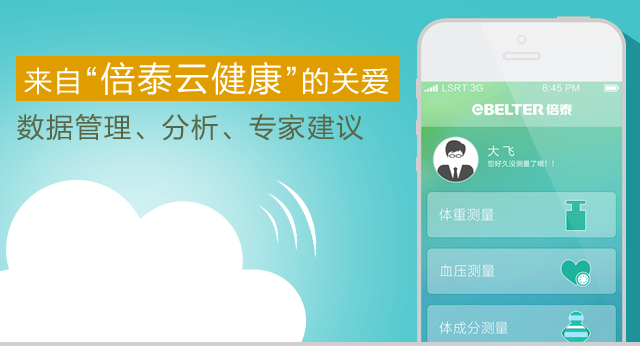 来自“倍泰云健康”的关爱
数据管理、分析、专家建议
LSRT 3G 8:45 PM
eBELTER倍泰
大飞
您好久没测量了哦！！
体重测量
血压测量
体成分测量